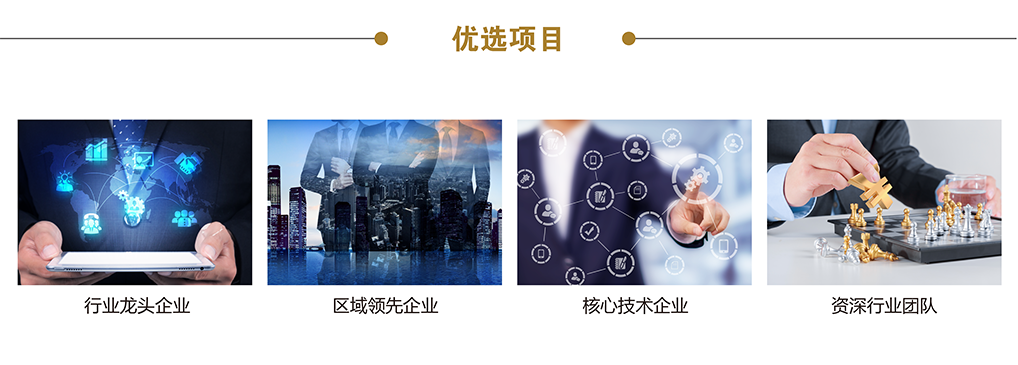 优选项目
行业龙头企业
区域领先企业
核心技术企业
资深行业团队